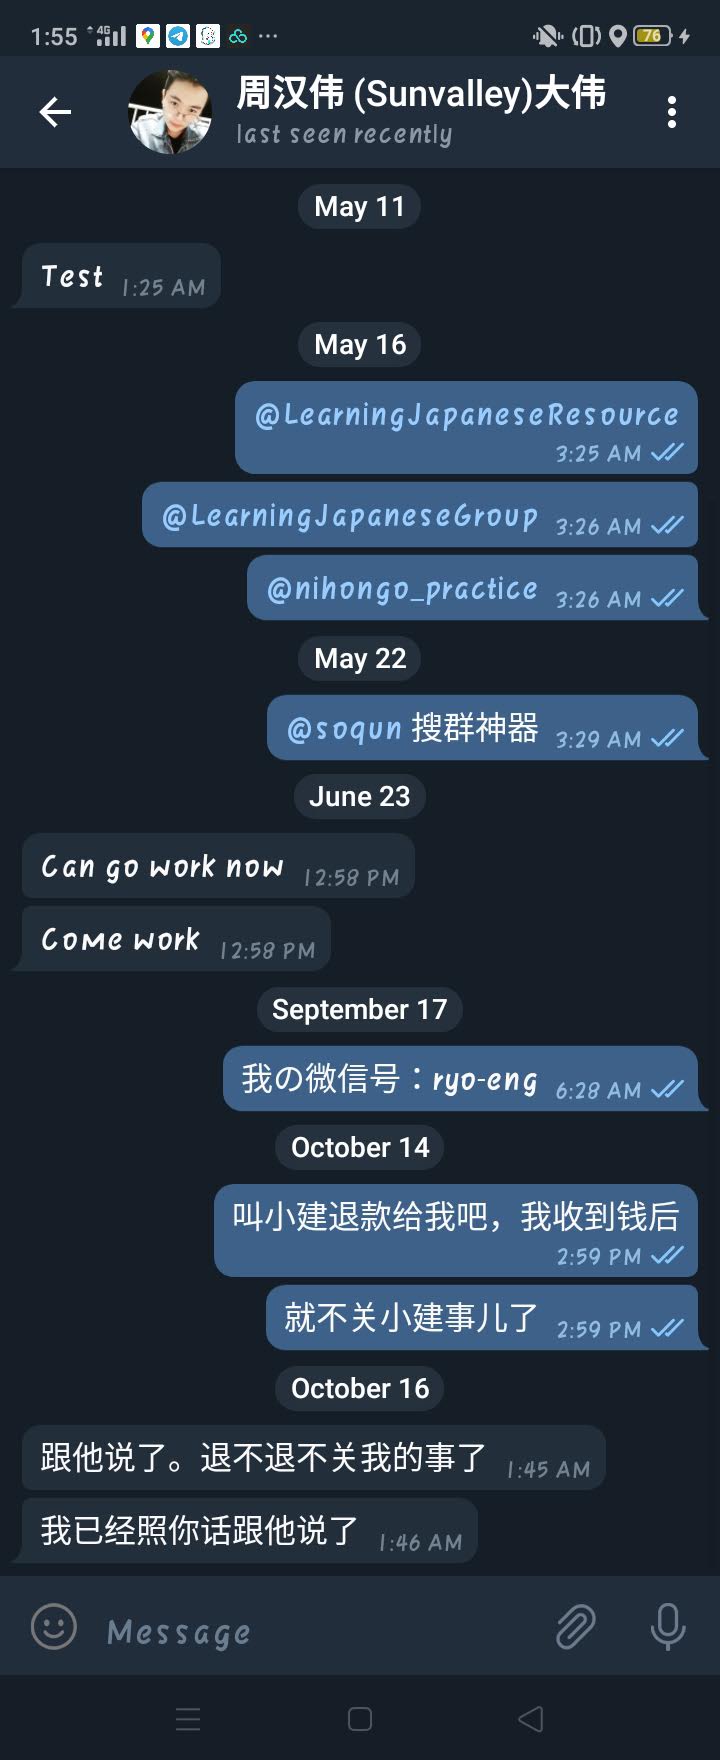 1:55 4G 76
周汉伟 (Sunvalley)大伟
last seen recently
May 11
Test 1:25 AM
May 16
@LearningJapaneseResource
3:25 AM
@LearningJapaneseGroup 3:26 AM
@nihongo_practice 3:26 AM
May 22
@soqun 搜群神器 3:29 AM
June 23
Can go work now 12:58 PM
Come work 12:58 PM
September 17
我の微信号：ryo-eng 6:28 AM
October 14
叫小建退款给我吧，我收到钱后
2:59 PM
就不关小建事儿了 2:59 PM
October 16
跟他说了。退不退不关我的事了 1:45 AM
我已经照你话跟他说了 1:46 AM
Message